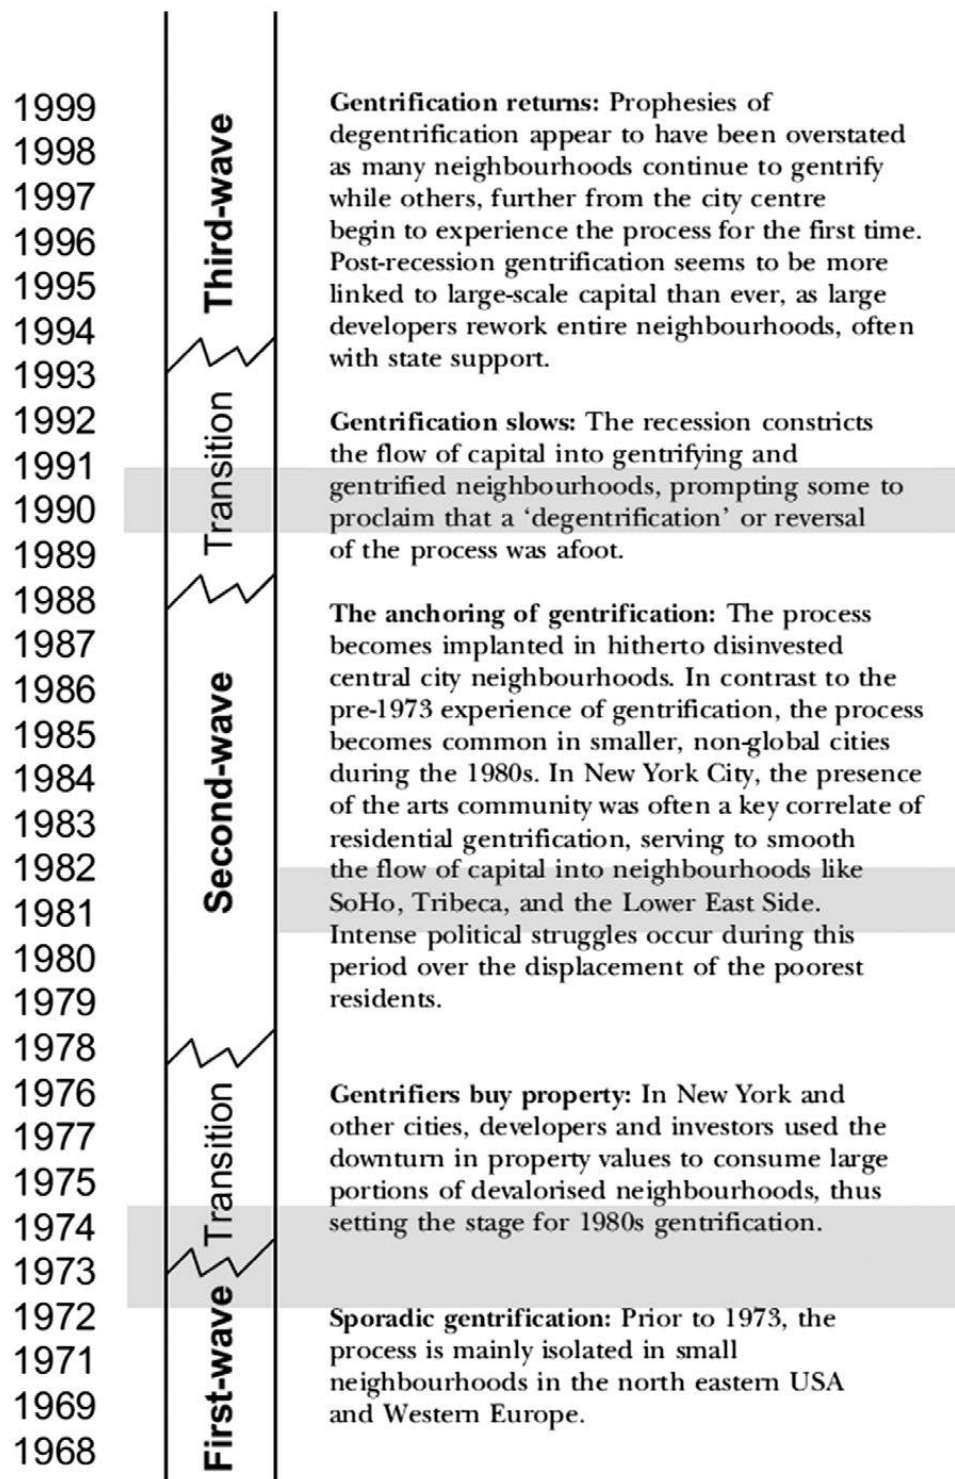 1999
1998
1997
1996
1995
1994
1993
1992
1991
1990
1989
1988
1987
1986
1985
1984
1983
1982
1981
1980
1979
1978
1976
1977
1975
1974
1973
1972
1971
1969
1968
Third-wave
Transition
Second-wave
Transition
First-wave
Gentrification returns: Prophesies of
degentrification appear to have been overstated
as many neighbourhoods continue to gentrify
while others, further from the city centre
begin to experience the process for the first time.
Post-recession gentrification seems to be more
linked to large-scale capital than ever, as large
developers rework entire neighbourhoods, often
with state support.
Gentrification slows: The recession constricts
the flow of capital into gentrifying and
gentrified neighbourhoods, prompting some to
proclaim that a ‘degentrification’ or reversal
of the process was afoot.
The anchoring of gentrification: The process
becomes implanted in hitherto disinvested
central city neighbourhoods. In contrast to the
pre-1973 experience of gentrification, the process
becomes common in smaller, non-global cities
during the 1980s. In New York City, the presence
of the arts community was often a key correlate of
residential gentrification, serving to smooth
the flow of capital into neighbourhoods like
SoHo, Tribeca, and the Lower East Side.
Intense political struggles occur during this
period over the displacement of the poorest
residents.
Gentrifiers buy property: In New York and
other cities, developers and investors used the
downturn in property values to consume large
portions of devalorised neighbourhoods, thus
setting the stage for 1980s gentrification.
Sporadic gentrification: Prior to 1973, the
process is mainly isolated in small
neighbourhoods in the north eastern USA
and Western Europe.